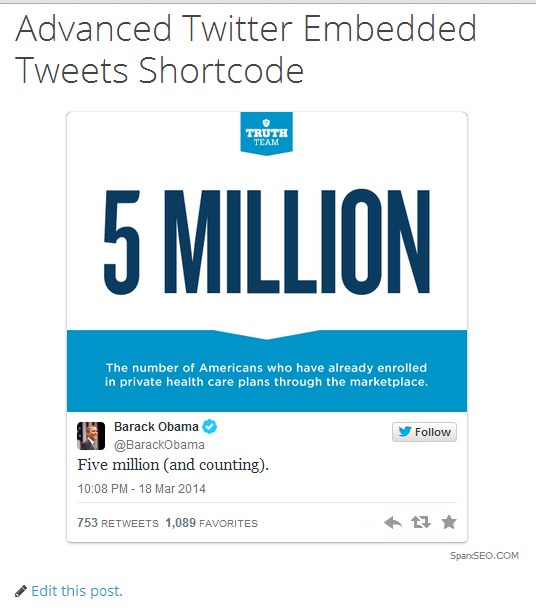 Advanced Twitter Embedded
Tweets Shortcode
TRUTH
TEAM
5 MILLION
The number of Americans who have already enrolled
in private health care plans through the marketplace.
Barack Obama
@BarackObama
Follow
Five million (and counting).
10:08 PM - 18 Mar 2014
753 RETWEETS 1,089 FAVORITES
SparxSEO.COM
Edit this post.